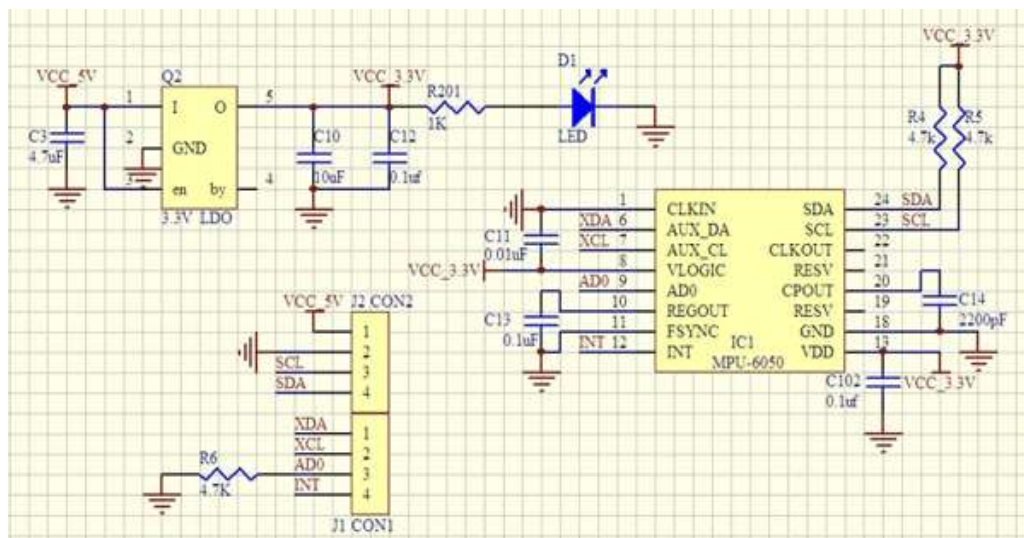 VCC_5V
Q2
1
I
O
5
2
GND
3
en
by
4
3.3V LDO
C3
4.7uF
C10
10uF
VCC_3.3V
C12
0.1uf
R201
1K
D1
LED
VCC_3.3V
R4
4.7k
R5
4.7k
1 CLKIN
XDA 6 AUX_DA
XCL 7 AUX_CL
8 VLOGIC
AD0 9 AD0
10 REGOUT
11 FSYNC
INT 12 INT
SDA 24 SDA
SCL 23 SCL
CLKOUT 22
RESV 21
CPOUT 20
RESV 19
GND 18
VDD 13
IC1
MPU-6050
C11
0.01uF
VCC_3.3V
C13
0.1uF
C14
2200pF
C102
0.1uf
VCC_3.3V
VCC_5V
J2 CON2
1
2
SCL 3
SDA 4
XDA 1
XCL 2
AD0 3
INT 4
R6
4.7K
J1 CON1